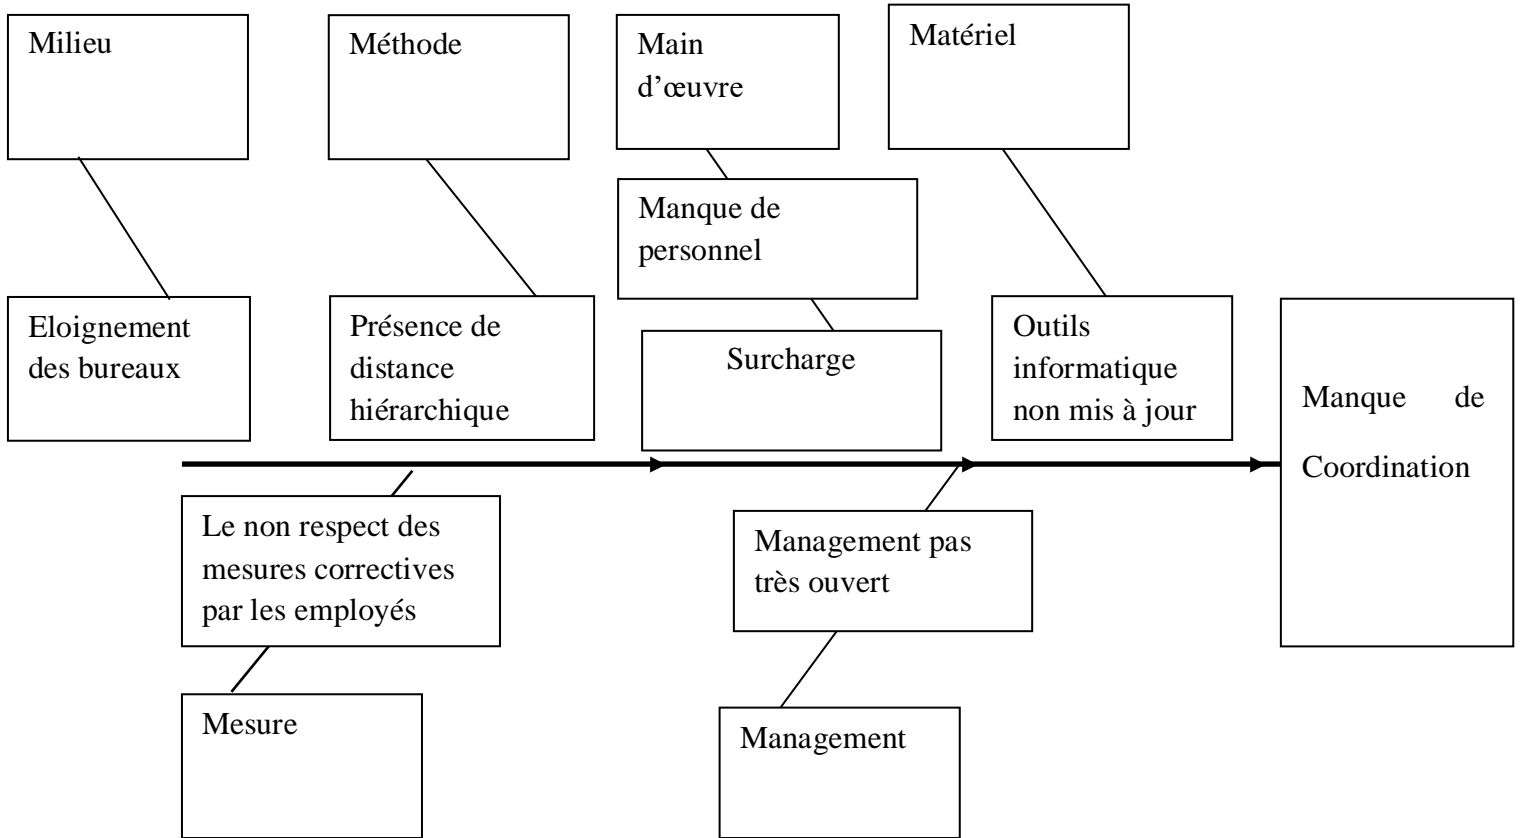 Milieu
Méthode
Main
d’œuvre
Matériel
Manque de
personnel
Eloignement
des bureaux
Présence de
distance
hiérarchique
Surcharge
Outils
informatique
non mis à jour
Manque de
Coordination
Le non respect des
mesures correctives
par les employés
Management pas
très ouvert
Mesure
Management